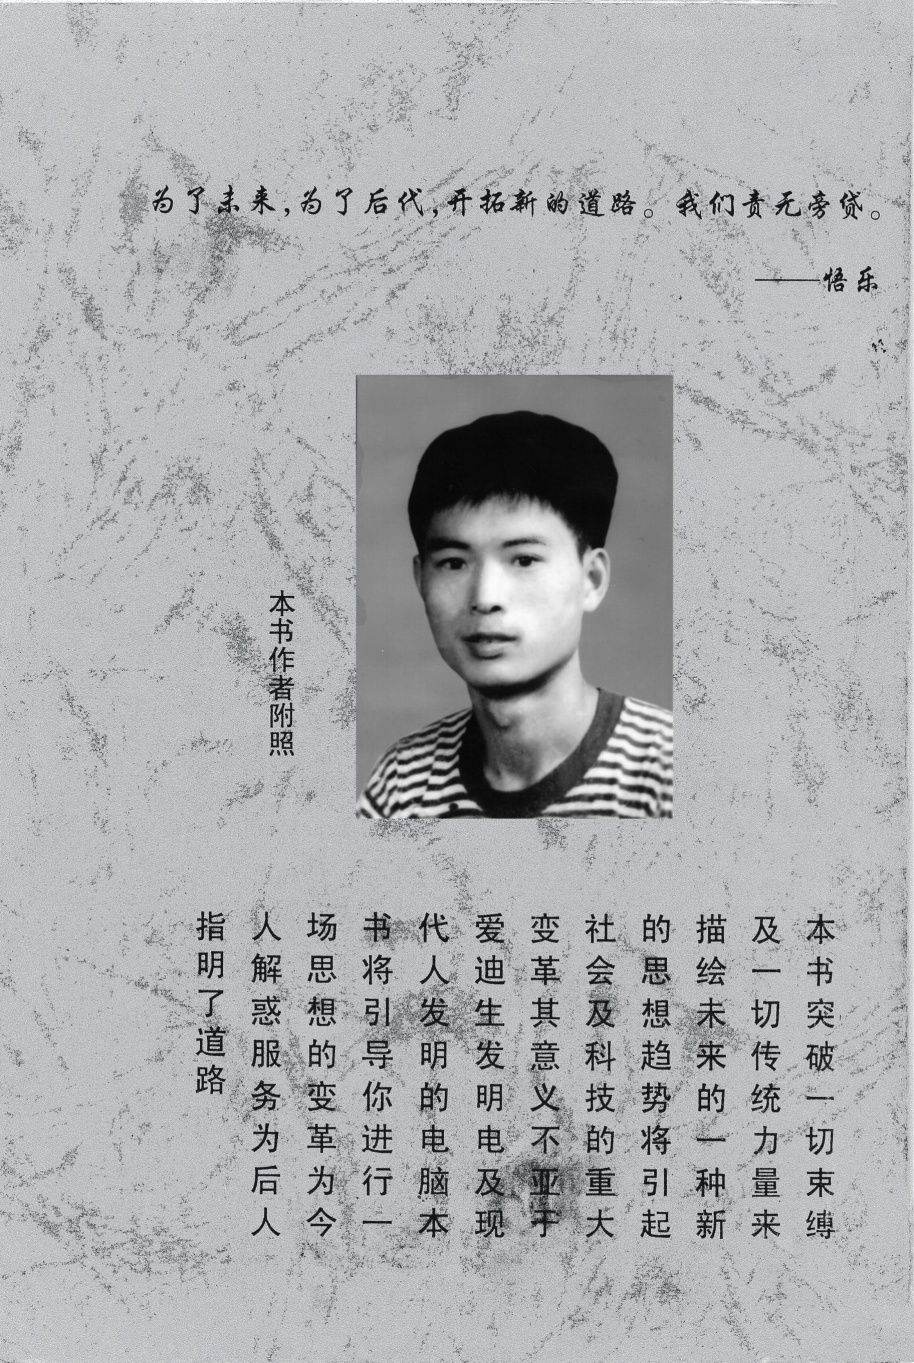 为了未来,为了后代,开拓新的道路。我们责无旁贷。
——悟乐
本书作者附照
本书突破一切束缚
及一切传统力量来
描绘未来的一种新
的思想趋势将引起
社会及科技的重大
变革其意义不亚于
爱迪生发明电及现
代人发明的电脑本
书将引导你进行一
场思想的变革为今
人解惑服务为后人
指明了道路